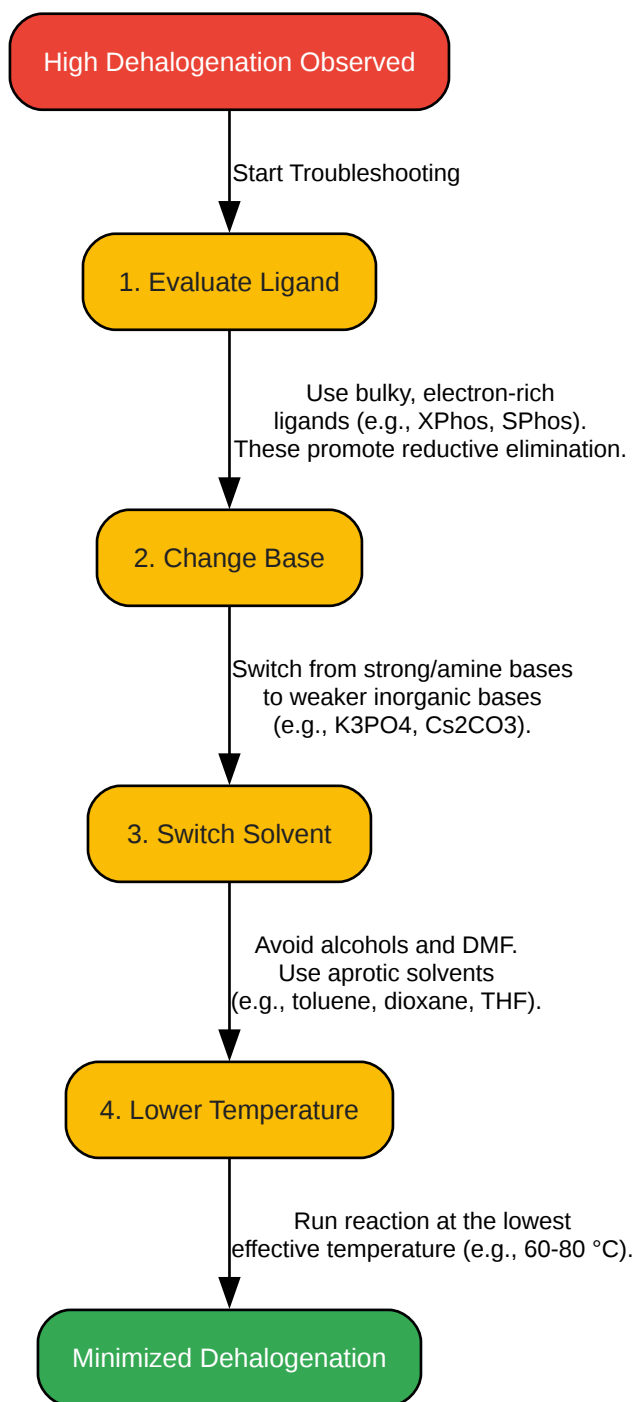 High Dehalogenation Observed
Start Troubleshooting
1. Evaluate Ligand
Use bulky, electron-rich
ligands (e.g., XPhos, SPhos).
These promote reductive elimination.
2. Change Base
Switch from strong/amine bases
to weaker inorganic bases
(e.g., K3PO4, Cs2CO3).
3. Switch Solvent
Avoid alcohols and DMF.
Use aprotic solvents
(e.g., toluene, dioxane, THF).
4. Lower Temperature
Run reaction at the lowest
effective temperature (e.g., 60-80 °C).
Minimized Dehalogenation